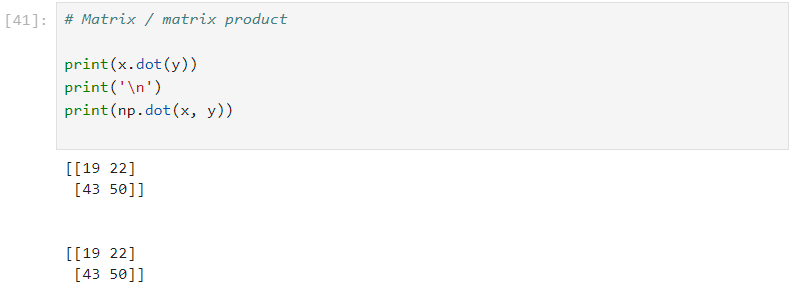 [41]: # Matrix / matrix product
print(x.dot(y))
print('\n')
print(np.dot(x, y))
[[19 22]
 [43 50]]
[[19 22]
 [43 50]]